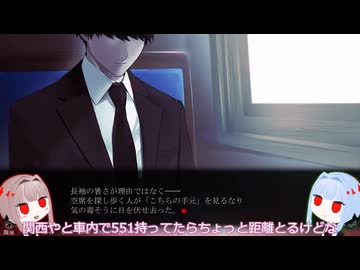 長袖の暑さが理由ではなく――
空席を探し歩く人が「こちらの手元」を見るなり
気の毒そうに目を伏せ去った。
関西やと車内で551持ってたらちょっと距離とるけどな